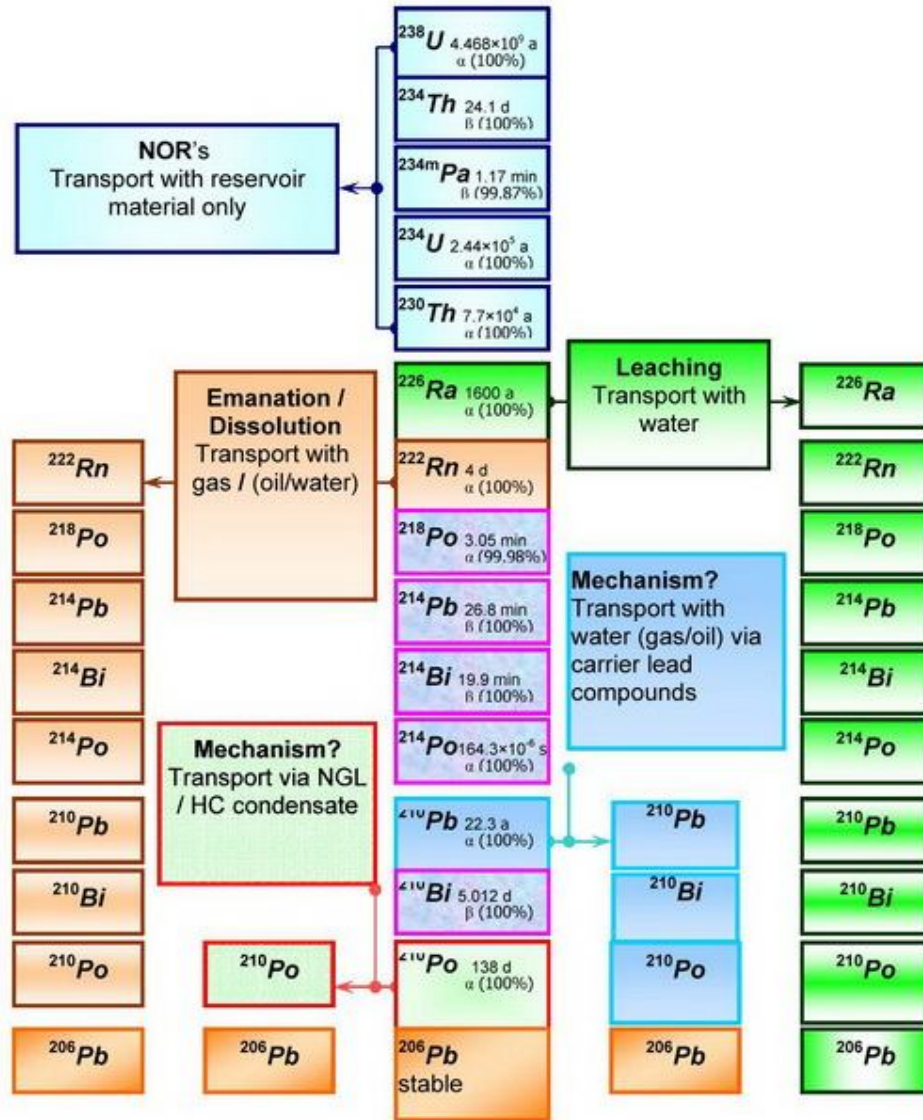 ²³⁸U 4.468×10⁹ a
α (100%)
²³⁴Th 24.1 d
β (100%)
NOR's
Transport with reservoir
material only
²³⁴ᵐPa 1.17 min
β (99.87%)
²³⁴U 2.44×10⁵ a
α (100%)
²³⁰Th 7.7×10⁴ a
α (100%)
Emanation /
Dissolution
Transport with
gas / (oil/water)
²²⁶Ra 1600 a
α (100%)
Leaching
Transport with
water
²²⁶Ra
²²²Rn
²²²Rn 4 d
α (100%)
²²²Rn
²¹⁸Po
²¹⁸Po 3.05 min
α (99.98%)
²¹⁸Po
Mechanism?
Transport with
water (gas/oil) via
carrier lead
compounds
²¹⁴Pb
²¹⁴Pb 26.8 min
β (100%)
²¹⁴Pb
²¹⁴Bi
²¹⁴Bi 19.9 min
β (100%)
²¹⁴Bi
²¹⁴Po
Mechanism?
Transport via NGL
/ HC condensate
²¹⁴Po 164.3×10⁻⁶ s
α (100%)
²¹⁴Po
²¹⁰Pb
²¹⁰Pb 22.3 a
α (100%)
²¹⁰Pb
²¹⁰Pb
²¹⁰Bi
²¹⁰Bi 5.012 d
β (100%)
²¹⁰Bi
²¹⁰Bi
²¹⁰Po
²¹⁰Po
²¹⁰Po 138 d
α (100%)
²¹⁰Po
²¹⁰Po
²⁰⁶Pb
²⁰⁶Pb
²⁰⁶Pb
stable
²⁰⁶Pb
²⁰⁶Pb